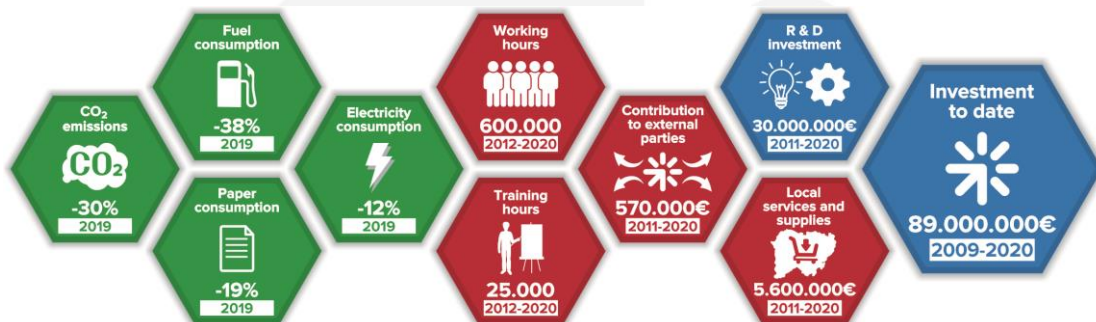 CO₂
emissions
CO₂
-30%
2019
Fuel
consumption
-38%
2019
Paper
consumption
-19%
2019
Electricity
consumption
-12%
2019
Working
hours
600.000
2012-2020
Training
hours
25.000
2012-2020
Contribution
to external
parties
570.000€
2011-2020
R & D
investment
30.000.000€
2011-2020
Local
services and
supplies
5.600.000€
2011-2020
Investment
to date
89.000.000€
2009-2020